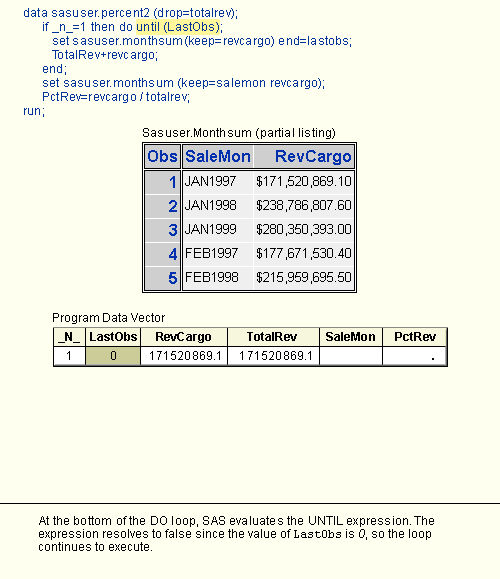 data sasuser.percent2 (drop=totalrev);
if _n_=1 then do until (LastObs);
set sasuser.monthsum(keep=revcargo) end=lastobs;
TotalRev+revcargo;
end;
set sasuser.monthsum (keep=salemon revcargo);
PctRev=revcargo / totalrev;
run;
Sasuser.Monthsum (partial listing)
Obs SaleMon RevCargo
1 JAN1997 $171,520,869.10
2 JAN1998 $238,786,807.60
3 JAN1999 $280,350,393.00
4 FEB1997 $177,671,530.40
5 FEB1998 $215,959,695.50
Program Data Vector
_N_ LastObs RevCargo TotalRev SaleMon PctRev
1 0 171520869.1 171520869.1 .
At the bottom of the DO loop, SAS evaluates the UNTIL expression. The
expression resolves to false since the value of LastObs is 0, so the loop
continues to execute.